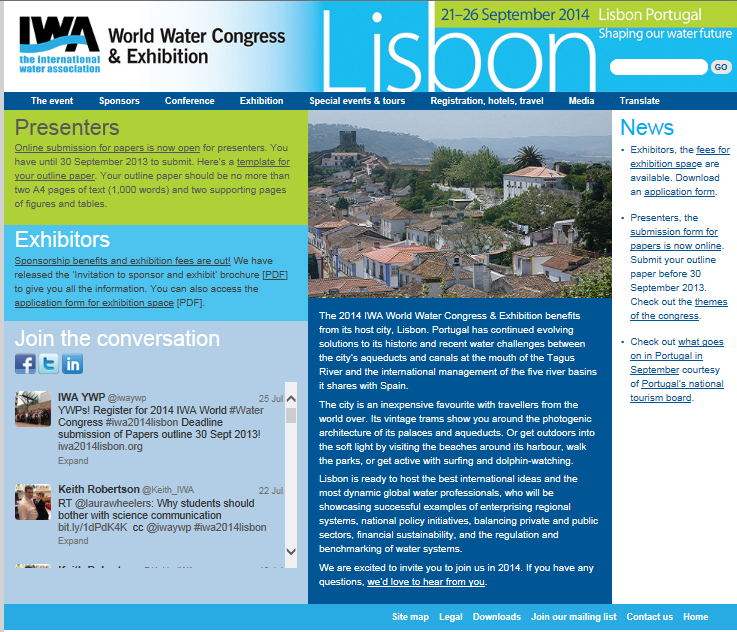 IWA
the international
water association
World Water Congress
& Exhibition
Lisbon
21–26 September 2014 Lisbon Portugal
Shaping our water future
GO
The event Sponsors Conference Exhibition Special events & tours Registration, hotels, travel Media Translate
Presenters
Online submission for papers is now open for presenters. You
have until 30 September 2013 to submit. Here's a template for
your outline paper. Your outline paper should be no more than
two A4 pages of text (1,000 words) and two supporting pages
of figures and tables.
Exhibitors
Sponsorship benefits and exhibition fees are out! We have
released the 'Invitation to sponsor and exhibit' brochure [PDF]
to give you all the information. You can also access the
application form for exhibition space [PDF].
Join the conversation
IWA YWP @iwaywp 25 Jul
YWPs! Register for 2014 IWA World #Water
Congress #iwa2014lisbon Deadline
submission of Papers outline 30 Sept 2013!
iwa2014lisbon.org
Expand
Keith Robertson @Keith_IWA 22 Jul
RT @laurawheelers: Why students should
bother with science communication
bit.ly/1dPdK4K cc @iwaywp #iwa2014lisbon
Expand
The 2014 IWA World Water Congress & Exhibition benefits
from its host city, Lisbon. Portugal has continued evolving
solutions to its historic and recent water challenges between
the city's aqueducts and canals at the mouth of the Tagus
River and the international management of the five river basins
it shares with Spain.
The city is an inexpensive favourite with travellers from the
world over. Its vintage trams show you around the photogenic
architecture of its palaces and aqueducts. Or get outdoors into
the soft light by visiting the beaches around its harbour, walk
the parks, or get active with surfing and dolphin-watching.
Lisbon is ready to host the best international ideas and the
most dynamic global water professionals, who will be
showcasing successful examples of enterprising regional
systems, national policy initiatives, balancing private and public
sectors, financial sustainability, and the regulation and
benchmarking of water systems.
We are excited to invite you to join us in 2014. If you have any
questions, we'd love to hear from you.
News
• Exhibitors, the fees for
exhibition space are
available. Download
an application form.
• Presenters, the
submission form for
papers is now online.
Submit your outline
paper before 30
September 2013.
Check out the themes
of the congress.
• Check out what goes
on in Portugal in
September courtesy
of Portugal's national
tourism board.
Site map Legal Downloads Join our mailing list Contact us Home